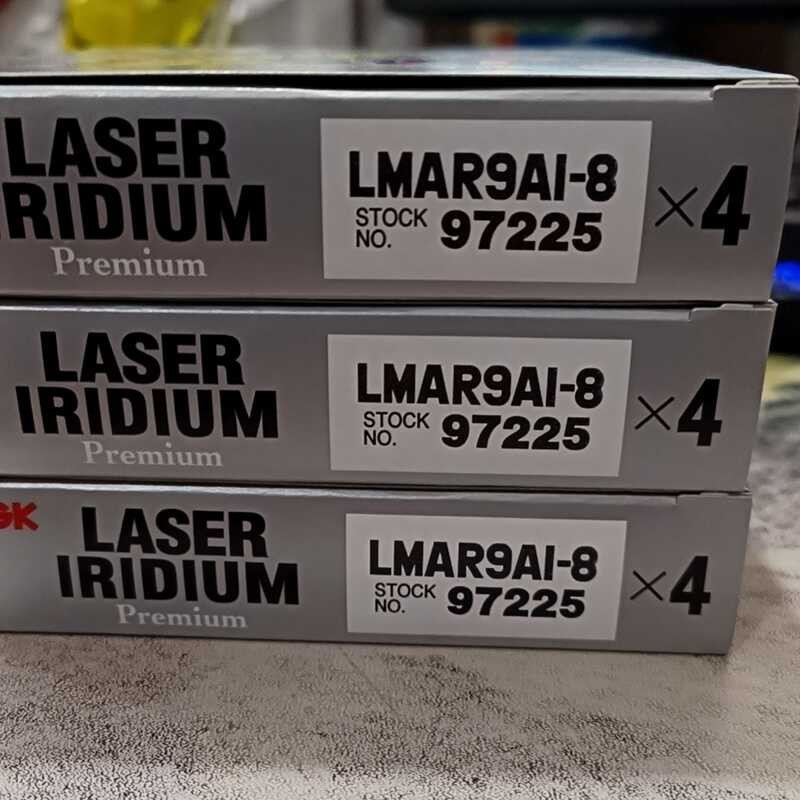 LASER
IRIDIUM
Premium
LMAR9AI-8
STOCK NO. 97225
×4
LASER
IRIDIUM
Premium
LMAR9AI-8
STOCK NO. 97225
×4
GK
LASER
IRIDIUM
Premium
LMAR9AI-8
STOCK NO. 97225
×4